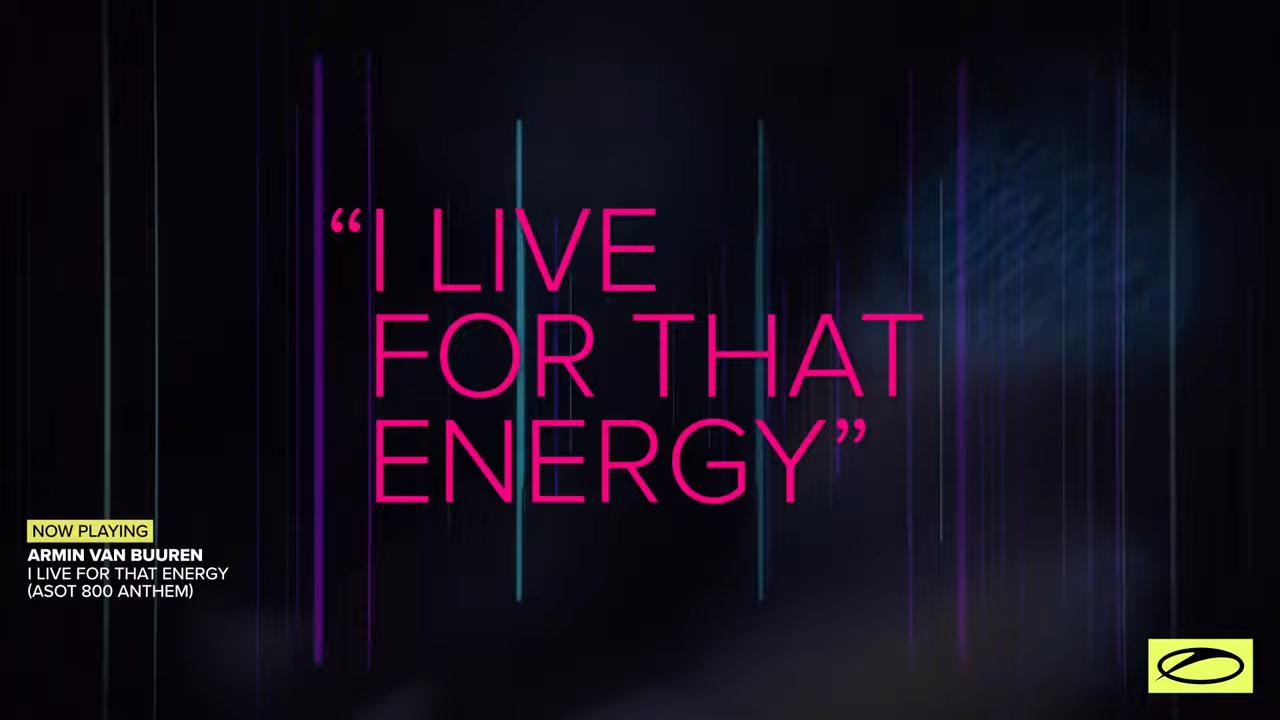 “I LIVE
FOR THAT
ENERGY”
NOW PLAYING
ARMIN VAN BUUREN
I LIVE FOR THAT ENERGY
(ASOT 800 ANTHEM)